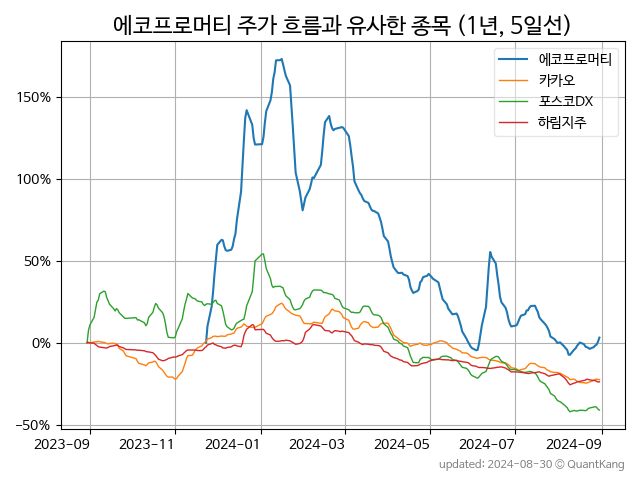 에코프로머티 주가 흐름과 유사한 종목 (1년, 5일선)
에코프로머티
카카오
포스코DX
하림지주
150%
100%
50%
0%
−50%
2023-09 2023-11 2024-01 2024-03 2024-05 2024-07 2024-09
updated: 2024-08-30 © QuantKang